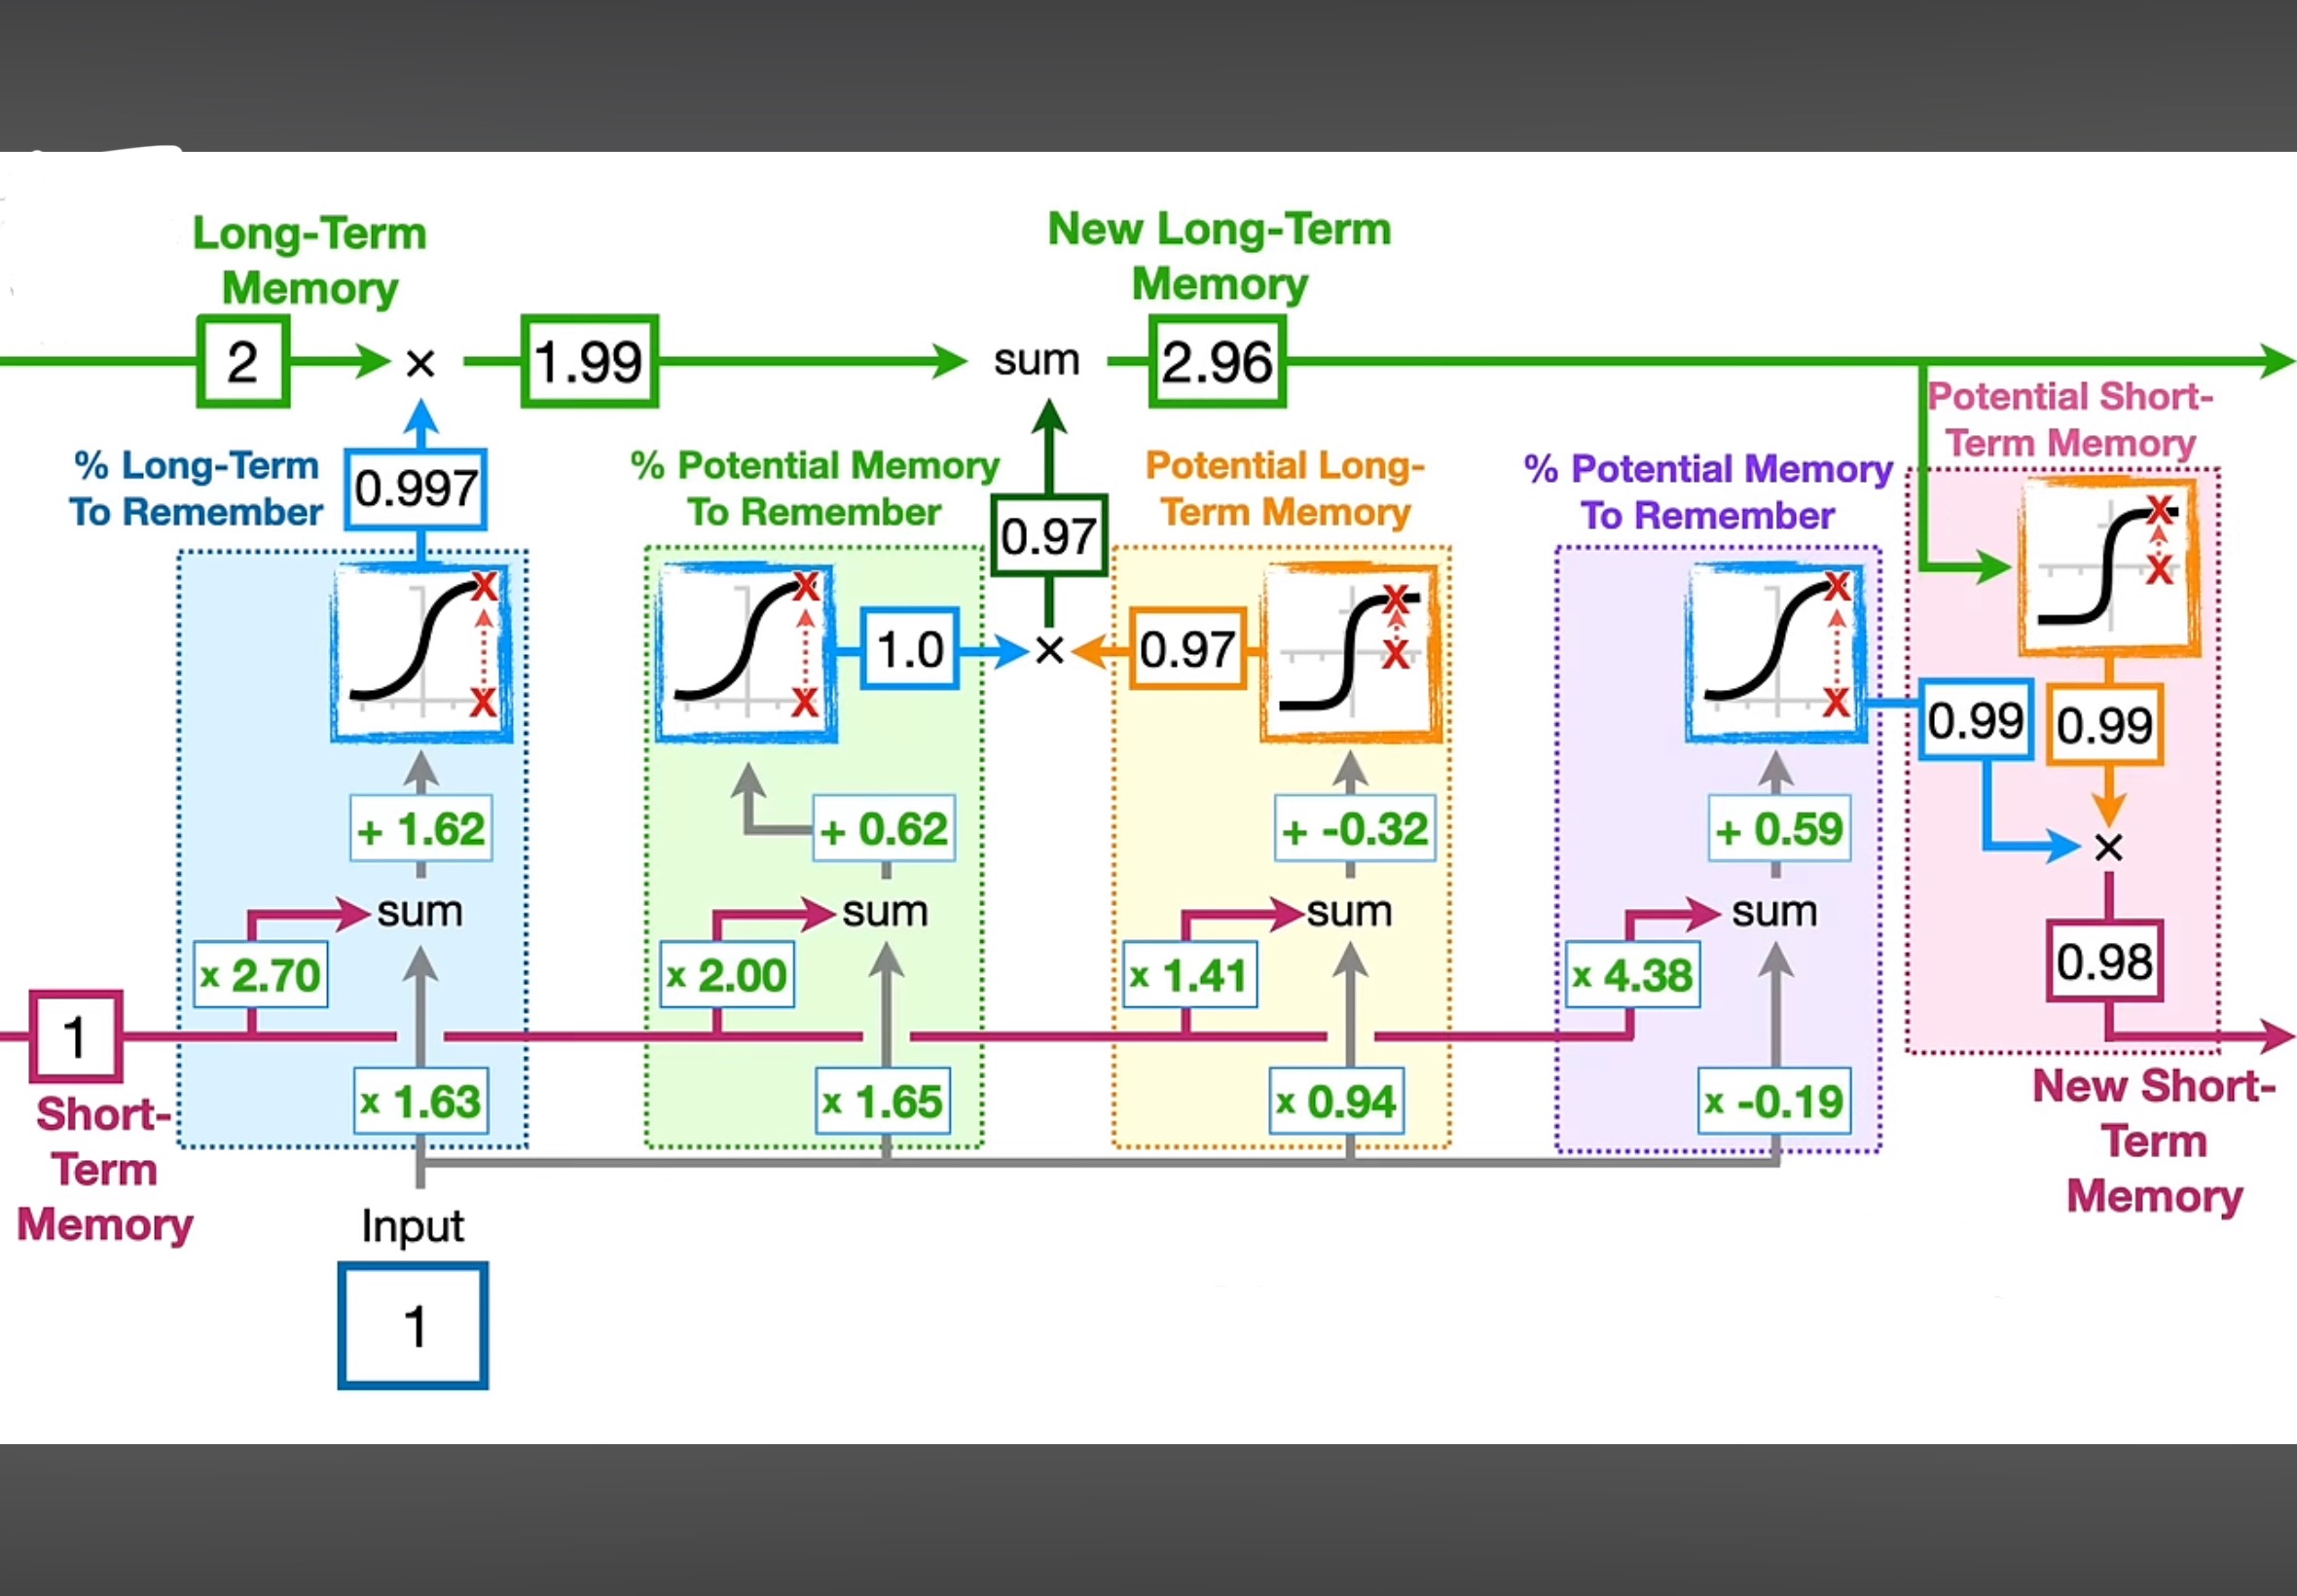 Long-Term
Memory
New Long-Term
Memory
2
×
1.99
sum
2.96
Potential Short-
Term Memory
% Long-Term
To Remember
0.997
% Potential Memory
To Remember
0.97
Potential Long-
Term Memory
% Potential Memory
To Remember
X
X
X
X
1.0
×
0.97
X
X
X
X
X
X
0.99
0.99
×
+ 1.62
+ 0.62
+ -0.32
+ 0.59
sum
sum
sum
sum
x 2.70
x 2.00
x 1.41
x 4.38
0.98
1
Short-
Term
Memory
x 1.63
x 1.65
x 0.94
x -0.19
New Short-
Term
Memory
Input
1